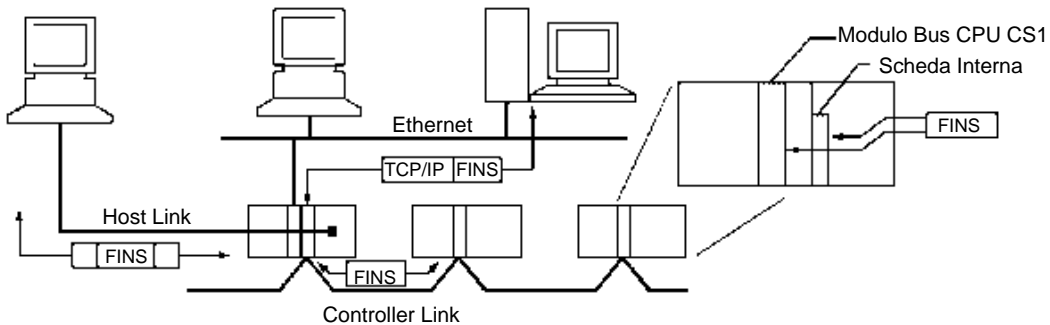 Modulo Bus CPU CS1
Scheda Interna
FINS
Ethernet
TCP/IP FINS
Host Link
FINS
FINS
Controller Link